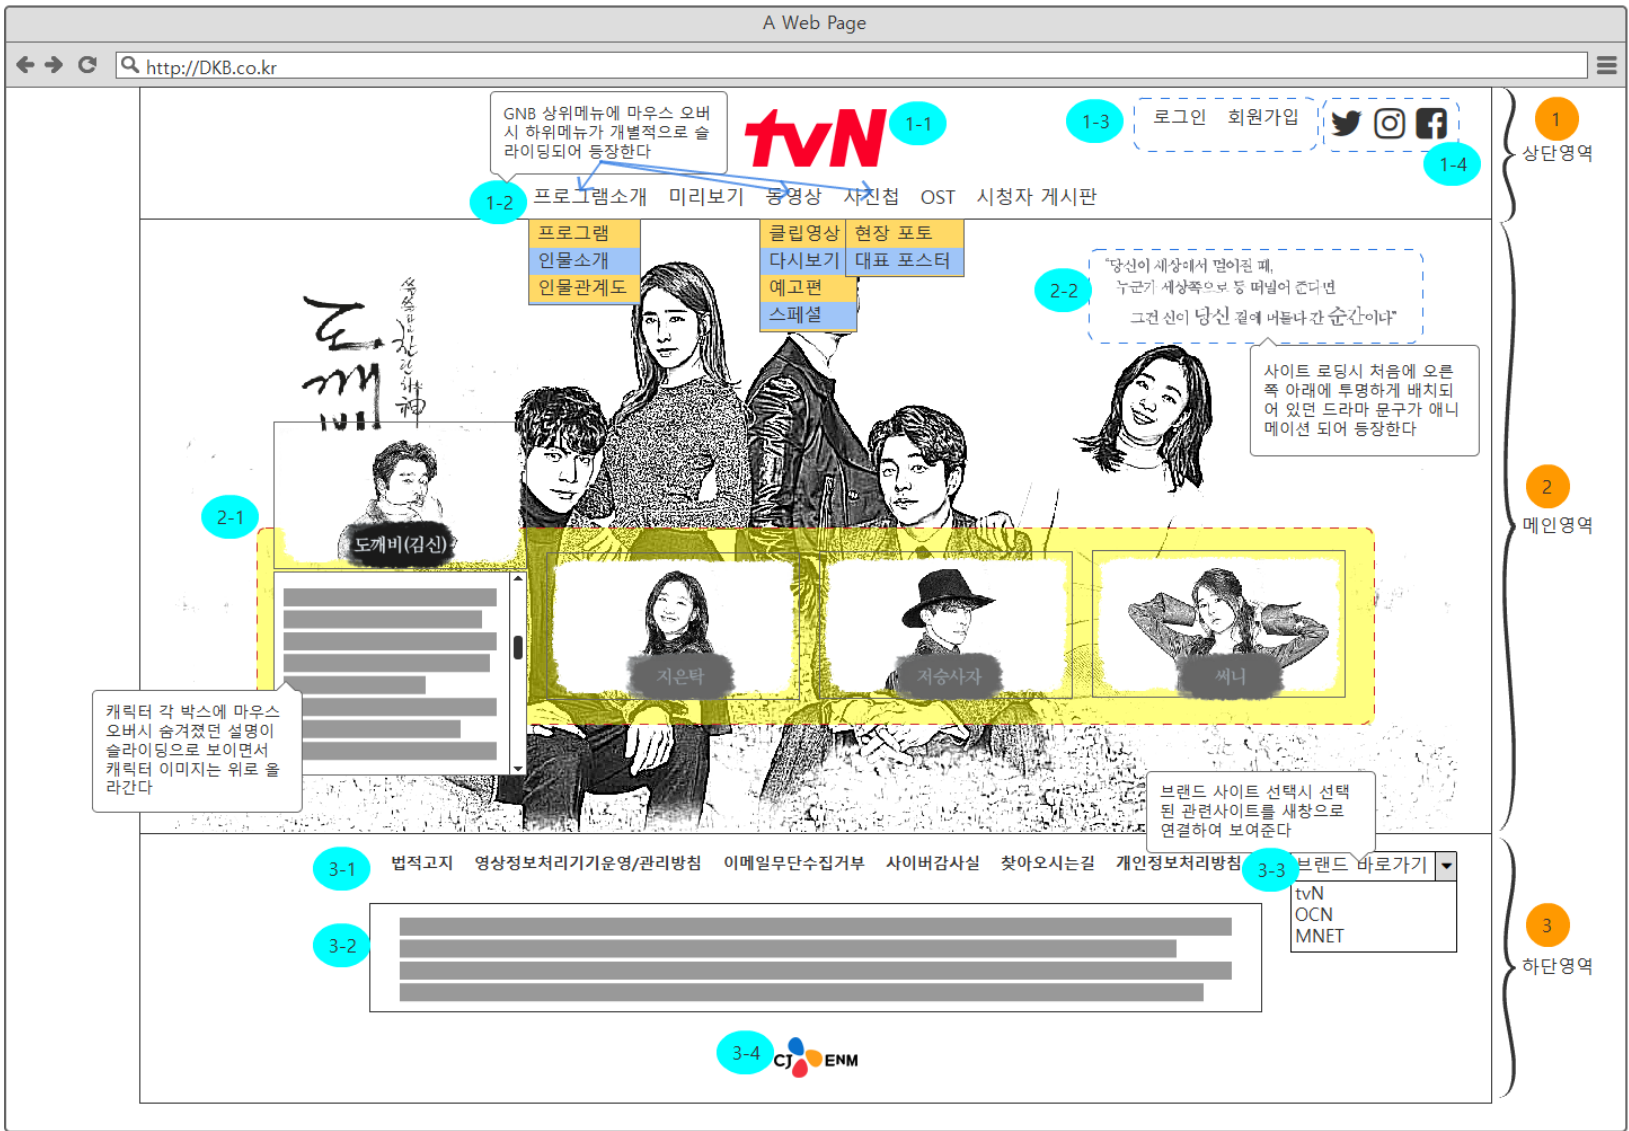 A Web Page
http://DKB.co.kr
GNB 상위메뉴에 마우스 오버
시 하위메뉴가 개별적으로 슬
라이딩되어 등장한다
tvN
1-1
1-3
로그인 회원가입
1-4
1
상단영역
1-2
프로그램소개 미리보기 동영상 사진첩 OST 시청자 게시판
프로그램
인물소개
인물관계도
클립영상
다시보기
예고편
스페셜
현장 포토
대표 포스터
도깨비
쓸쓸하고 찬란하神
2-2
"당신이 세상에서 멀어질 때,
누군가 세상쪽으로 등 떠밀어 준다면
그건 신이 당신 곁에 머물다 간 순간이다"
사이트 로딩시 처음에 오른
쪽 아래에 투명하게 배치되
어 있던 드라마 문구가 애니
메이션 되어 등장한다
2
메인영역
2-1
도깨비(김신)
지은탁
저승사자
써니
캐릭터 각 박스에 마우스
오버시 숨겨졌던 설명이
슬라이딩으로 보이면서
캐릭터 이미지는 위로 올
라간다
브랜드 사이트 선택시 선택
된 관련사이트를 새창으로
연결하여 보여준다
3-1
법적고지 영상정보처리기기운영/관리방침 이메일무단수집거부 사이버감사실 찾아오시는길 개인정보처리방침
3-3
브랜드 바로가기
tvN
OCN
MNET
3-2
3
하단영역
3-4
CJ ENM